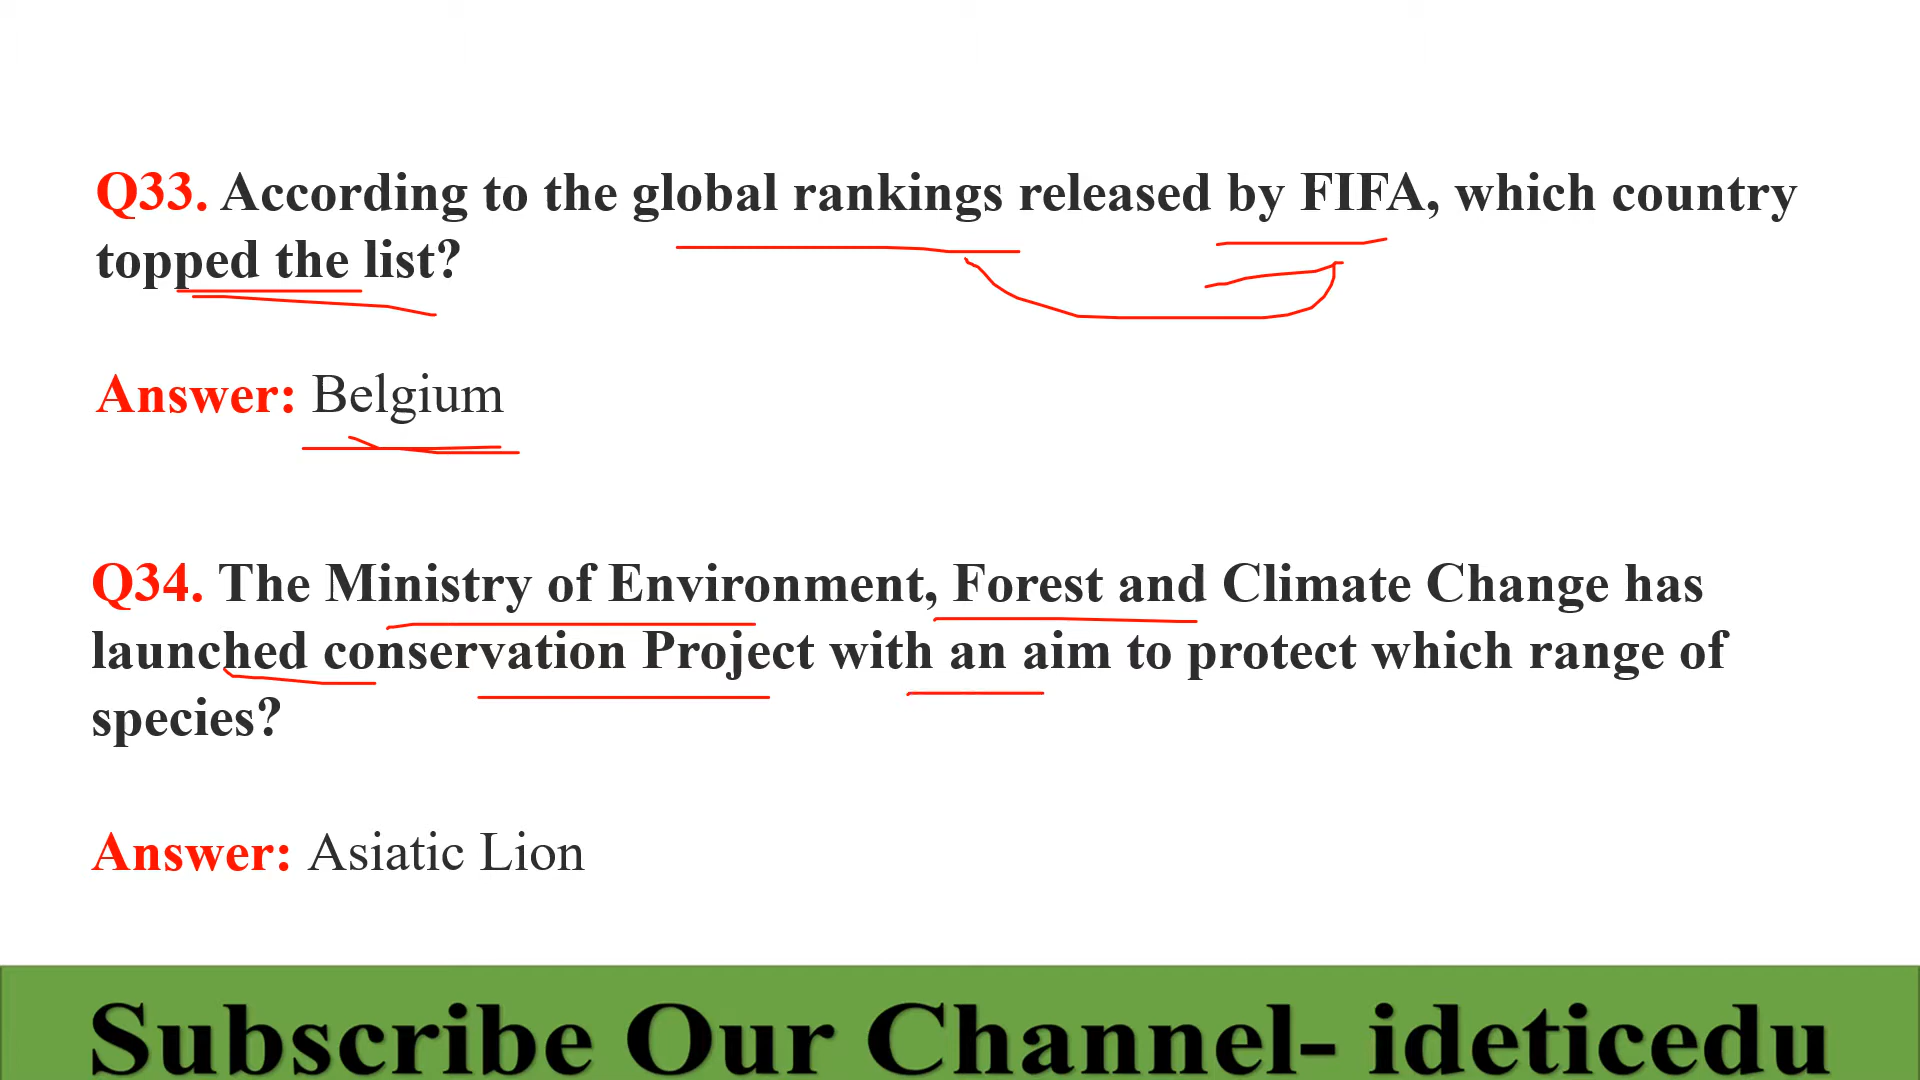 Q33. According to the global rankings released by FIFA, which country
topped the list?
Answer: Belgium
Q34. The Ministry of Environment, Forest and Climate Change has
launched conservation Project with an aim to protect which range of
species?
Answer: Asiatic Lion
Subscribe Our Channel- ideticedu